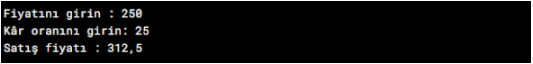 Fiyatını girin : 250
Kâr oranını girin: 25
Satış fiyatı : 312,5